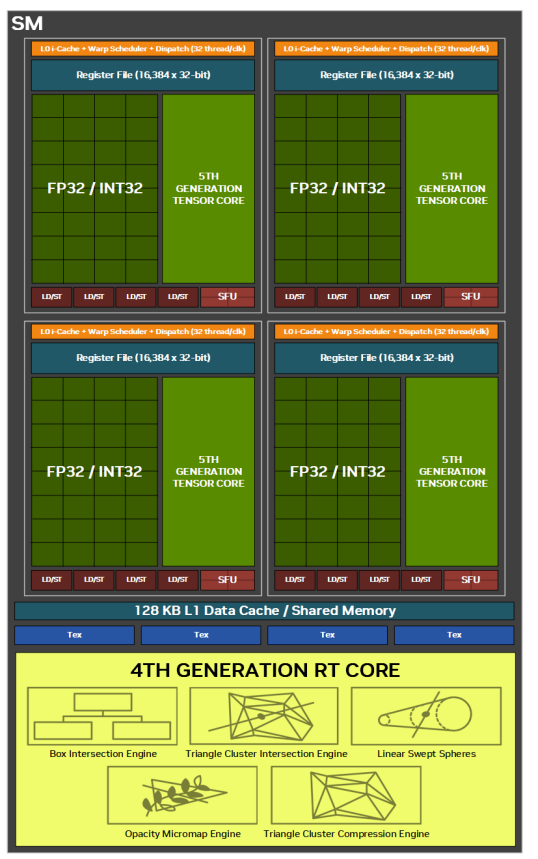 SM
L0 i-Cache + Warp Scheduler + Dispatch (32 thread/clk)
Register File (16,384 x 32-bit)
FP32 / INT32
5TH
GENERATION
TENSOR CORE
LD/ST LD/ST LD/ST LD/ST SFU
L0 i-Cache + Warp Scheduler + Dispatch (32 thread/clk)
Register File (16,384 x 32-bit)
FP32 / INT32
5TH
GENERATION
TENSOR CORE
LD/ST LD/ST LD/ST LD/ST SFU
L0 i-Cache + Warp Scheduler + Dispatch (32 thread/clk)
Register File (16,384 x 32-bit)
FP32 / INT32
5TH
GENERATION
TENSOR CORE
LD/ST LD/ST LD/ST LD/ST SFU
L0 i-Cache + Warp Scheduler + Dispatch (32 thread/clk)
Register File (16,384 x 32-bit)
FP32 / INT32
5TH
GENERATION
TENSOR CORE
LD/ST LD/ST LD/ST LD/ST SFU
128 KB L1 Data Cache / Shared Memory
Tex Tex Tex Tex
4TH GENERATION RT CORE
Box Intersection Engine
Triangle Cluster Intersection Engine
Linear Swept Spheres
Opacity Micromap Engine
Triangle Cluster Compression Engine